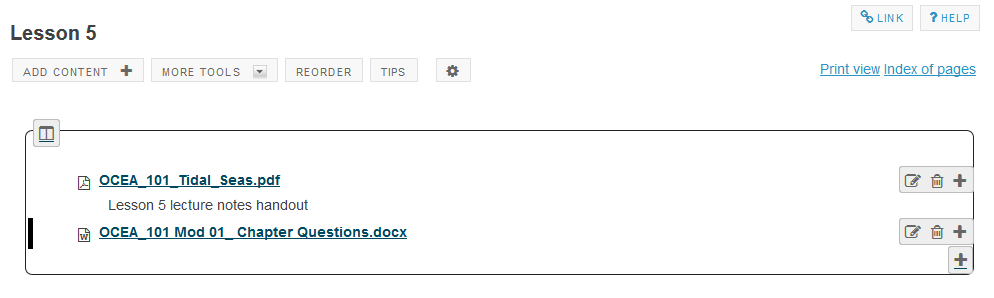 LINK
? HELP
Lesson 5
ADD CONTENT
MORE TOOLS
REORDER
TIPS
Print view Index of pages
OCEA_101_Tidal_Seas.pdf
Lesson 5 lecture notes handout
OCEA_101 Mod 01_ Chapter Questions.docx